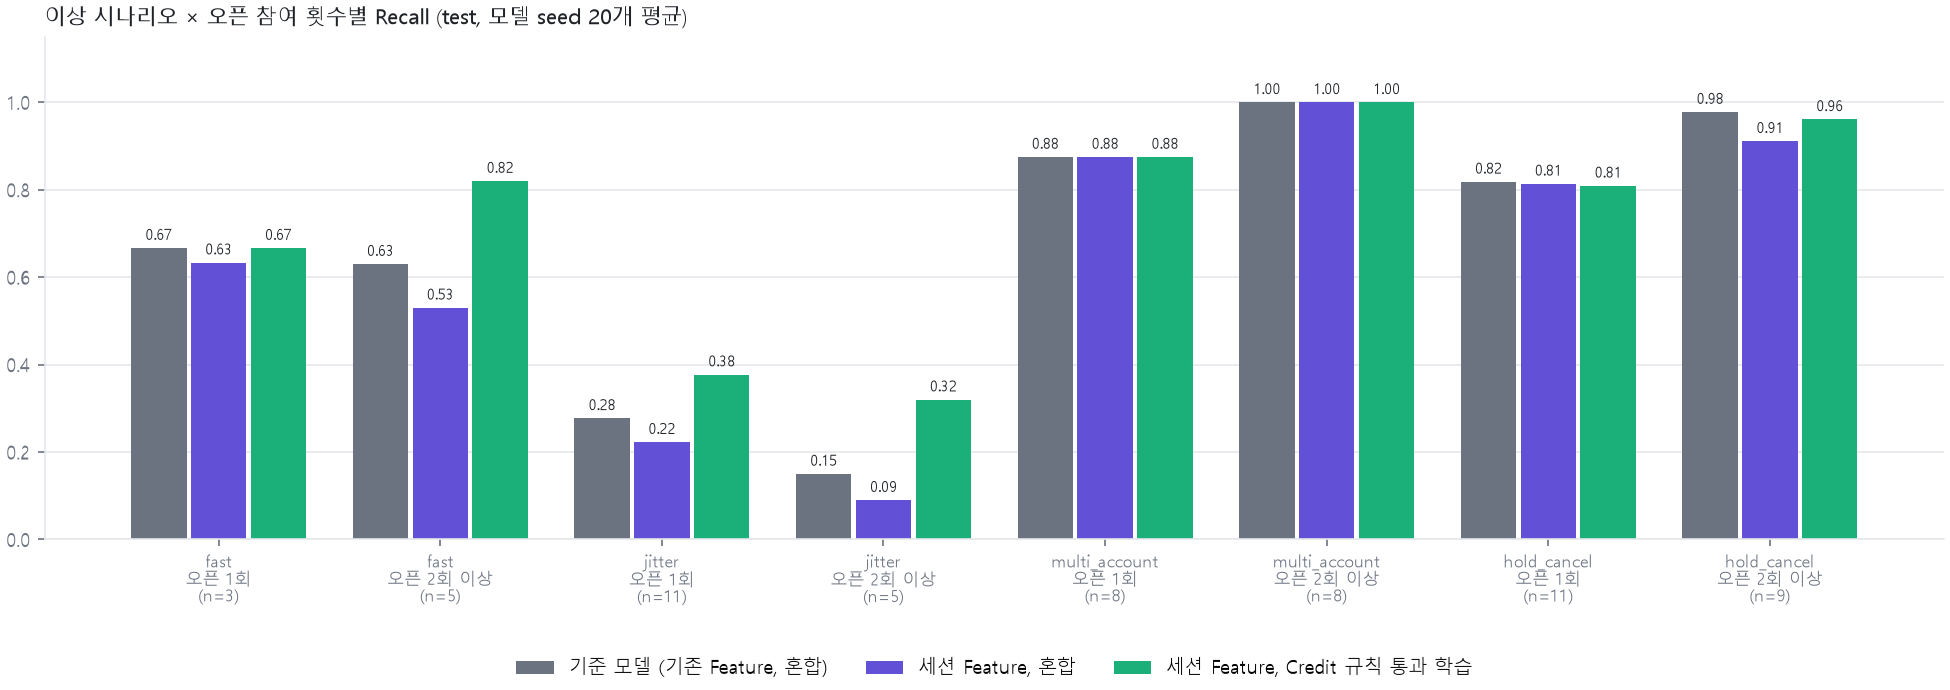 이상 시나리오 × 오픈 참여 횟수별 Recall (test, 모델 seed 20개 평균)
1.0
0.8
0.6
0.4
0.2
0.0
0.67 0.63 0.67
0.63 0.53 0.82
0.28 0.22 0.38
0.15 0.09 0.32
0.88 0.88 0.88
1.00 1.00 1.00
0.82 0.81 0.81
0.98 0.91 0.96
fast
오픈 1회
(n=3)
fast
오픈 2회 이상
(n=5)
jitter
오픈 1회
(n=11)
jitter
오픈 2회 이상
(n=5)
multi_account
오픈 1회
(n=8)
multi_account
오픈 2회 이상
(n=8)
hold_cancel
오픈 1회
(n=11)
hold_cancel
오픈 2회 이상
(n=9)
기준 모델 (기존 Feature, 혼합)
세션 Feature, 혼합
세션 Feature, Credit 규칙 통과 학습